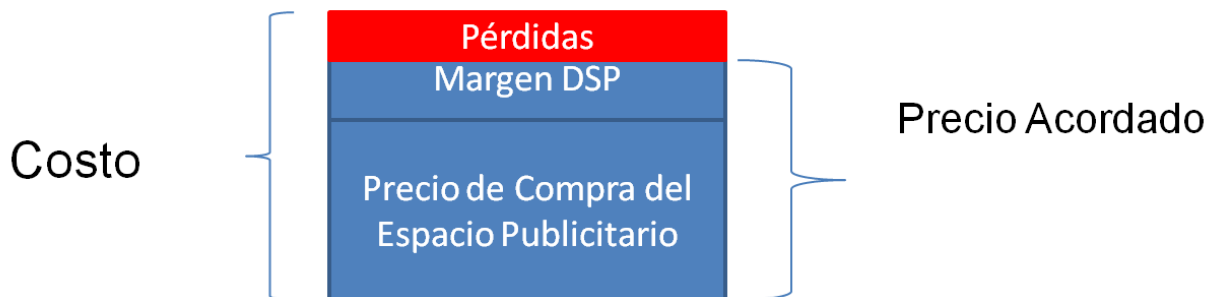 Costo
Pérdidas
Margen DSP
Precio de Compra del
Espacio Publicitario
Precio Acordado